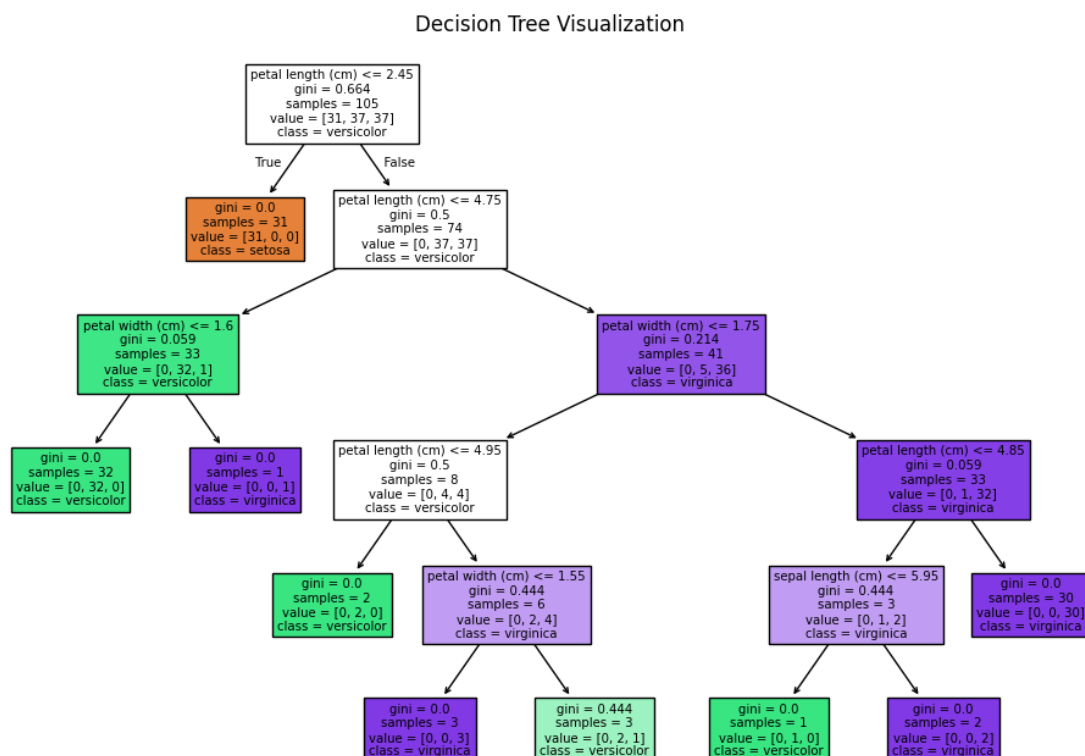 Decision Tree Visualization
petal length (cm) <= 2.45
gini = 0.664
samples = 105
value = [31, 37, 37]
class = versicolor
True
False
gini = 0.0
samples = 31
value = [31, 0, 0]
class = setosa
petal length (cm) <= 4.75
gini = 0.5
samples = 74
value = [0, 37, 37]
class = versicolor
petal width (cm) <= 1.6
gini = 0.059
samples = 33
value = [0, 32, 1]
class = versicolor
petal width (cm) <= 1.75
gini = 0.214
samples = 41
value = [0, 5, 36]
class = virginica
gini = 0.0
samples = 32
value = [0, 32, 0]
class = versicolor
gini = 0.0
samples = 1
value = [0, 0, 1]
class = virginica
petal length (cm) <= 4.95
gini = 0.5
samples = 8
value = [0, 4, 4]
class = versicolor
petal length (cm) <= 4.85
gini = 0.059
samples = 33
value = [0, 1, 32]
class = virginica
gini = 0.0
samples = 2
value = [0, 2, 0]
class = versicolor
petal width (cm) <= 1.55
gini = 0.444
samples = 6
value = [0, 2, 4]
class = virginica
sepal length (cm) <= 5.95
gini = 0.444
samples = 3
value = [0, 1, 2]
class = virginica
gini = 0.0
samples = 30
value = [0, 0, 30]
class = virginica
gini = 0.0
samples = 3
value = [0, 0, 3]
class = virginica
gini = 0.444
samples = 3
value = [0, 2, 1]
class = versicolor
gini = 0.0
samples = 1
value = [0, 1, 0]
class = versicolor
gini = 0.0
samples = 2
value = [0, 0, 2]
class = virginica